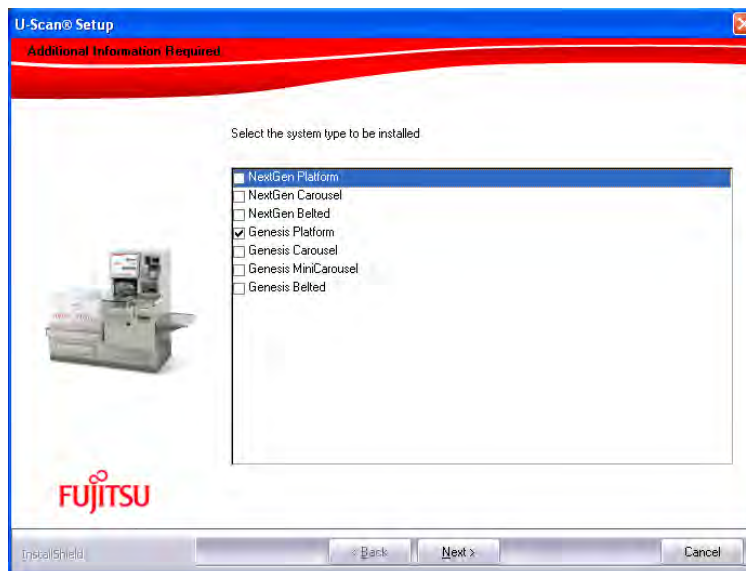 U-Scan® Setup
Additional Information Required
Select the system type to be installed
NextGen Platform
NextGen Carousel
NextGen Belted
Genesis Platform
Genesis Carousel
Genesis MiniCarousel
Genesis Belted
FUJITSU
InstallShield
< Back
Next >
Cancel